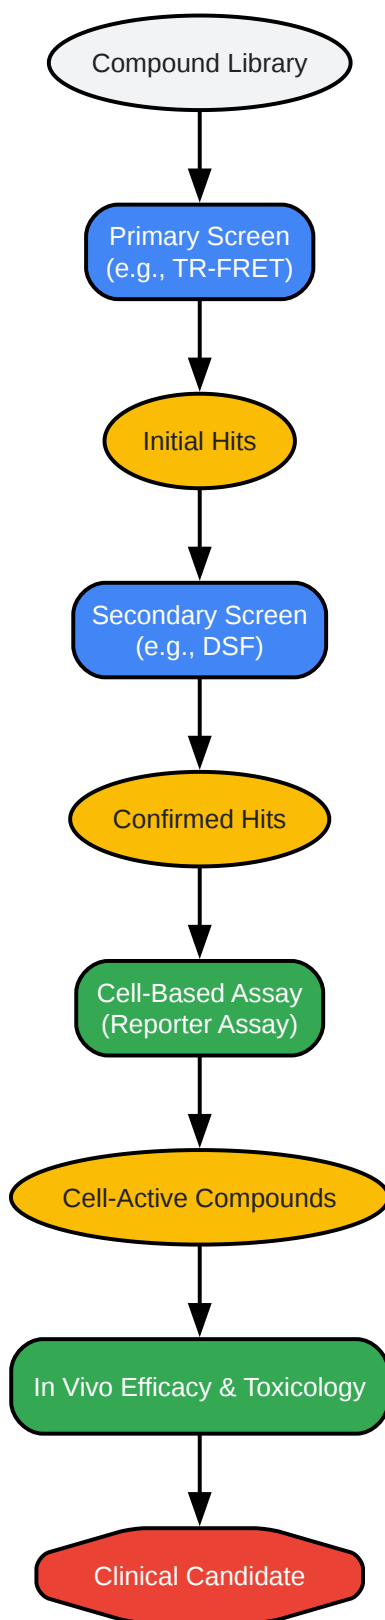 Compound Library
Primary Screen
(e.g., TR-FRET)
Initial Hits
Secondary Screen
(e.g., DSF)
Confirmed Hits
Cell-Based Assay
(Reporter Assay)
Cell-Active Compounds
In Vivo Efficacy & Toxicology
Clinical Candidate